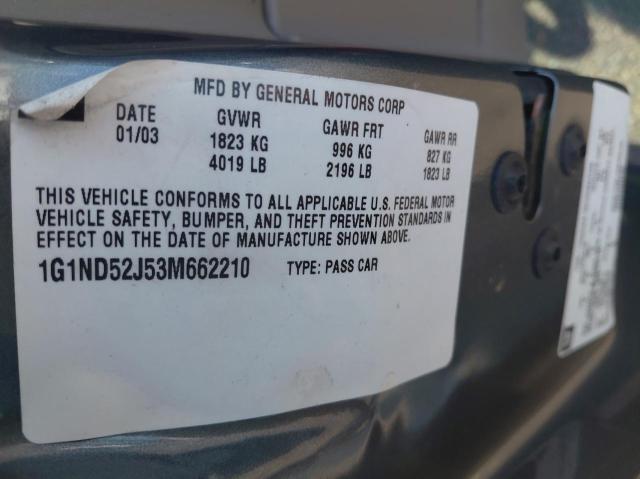 MFD BY GENERAL MOTORS CORP
DATE GVWR GAWR FRT GAWR RR
01/03 1823 KG 996 KG 827 KG
4019 LB 2196 LB 1823 LB
THIS VEHICLE CONFORMS TO ALL APPLICABLE U.S. FEDERAL MOTOR
VEHICLE SAFETY, BUMPER, AND THEFT PREVENTION STANDARDS IN
EFFECT ON THE DATE OF MANUFACTURE SHOWN ABOVE.
1G1ND52J53M662210 TYPE: PASS CAR